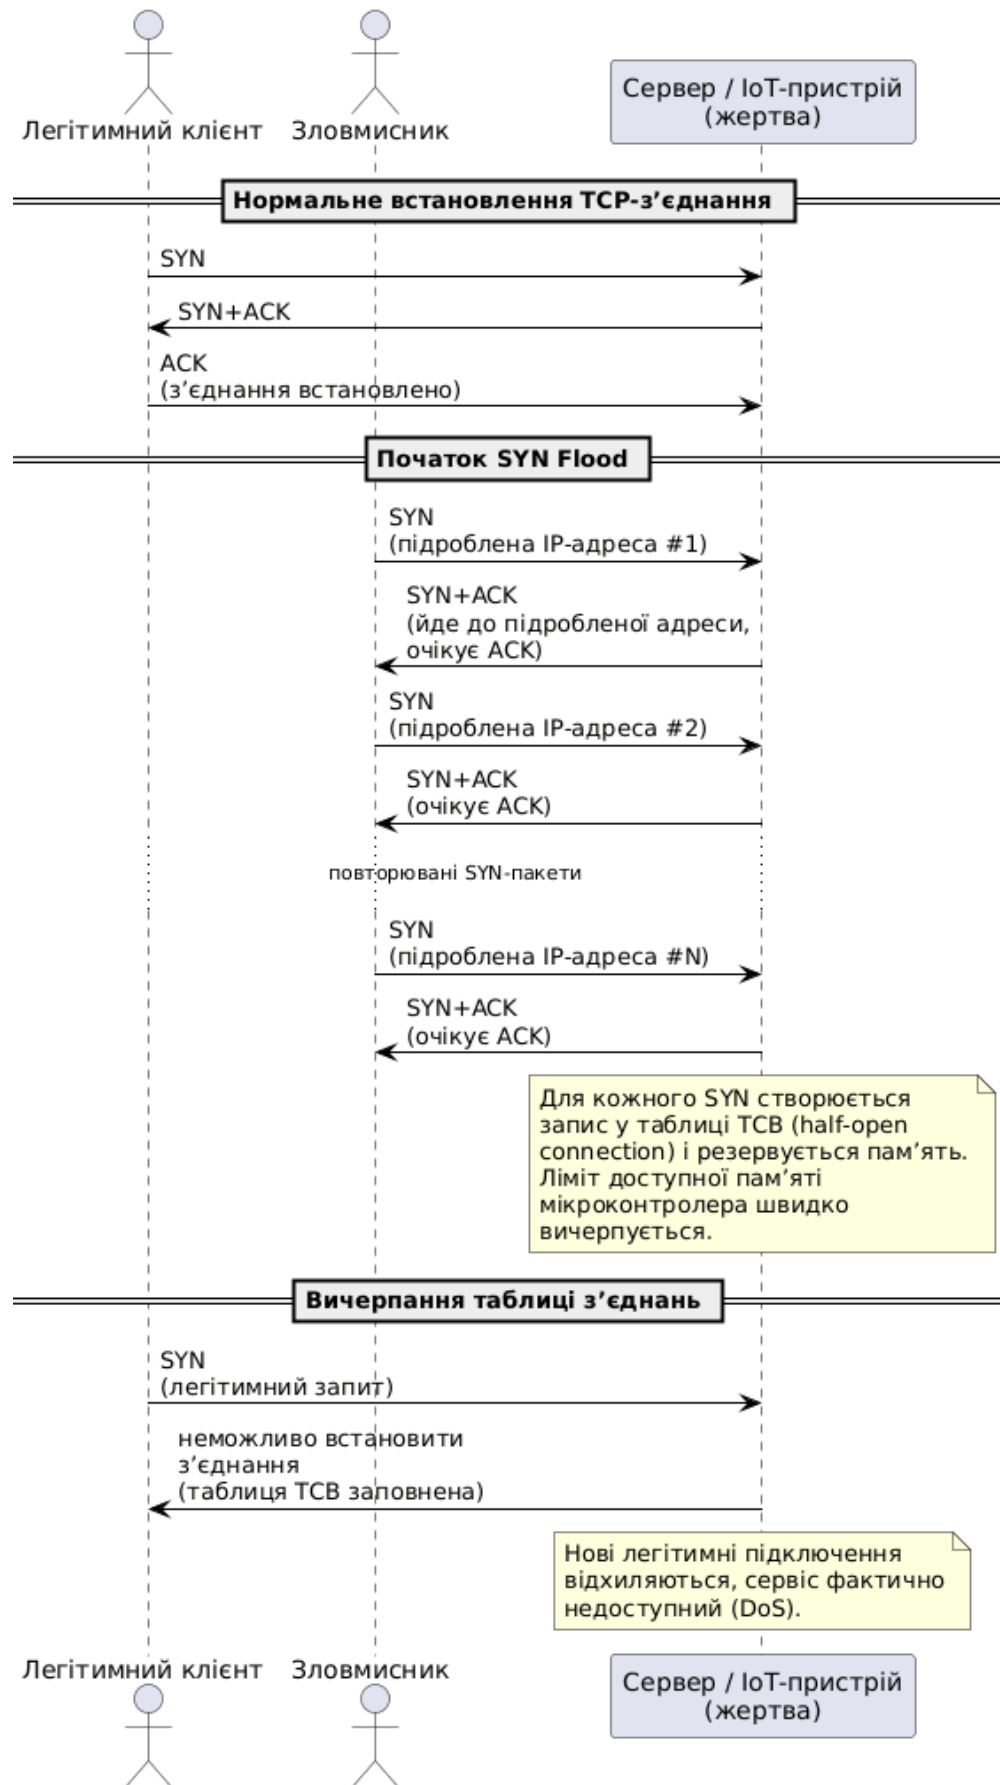 Легітимний клієнт
Зловмисник
Сервер / IoT-пристрій
(жертва)
Нормальне встановлення TCP-з’єднання
SYN
SYN+ACK
ACK
(з’єднання встановлено)
Початок SYN Flood
SYN
(підроблена IP-адреса #1)
SYN+ACK
(йде до підробленої адреси,
очікує ACK)
SYN
(підроблена IP-адреса #2)
SYN+ACK
(очікує ACK)
повторювані SYN-пакети
SYN
(підроблена IP-адреса #N)
SYN+ACK
(очікує ACK)
Для кожного SYN створюється
запис у таблиці TCB (half-open
connection) і резервується пам’ять.
Ліміт доступної пам’яті
мікроконтролера швидко
вичерпується.
Вичерпання таблиці з’єднань
SYN
(легітимний запит)
неможливо встановити
з’єднання
(таблиця TCB заповнена)
Нові легітимні підключення
відхиляються, сервіс фактично
недоступний (DoS).
Легітимний клієнт
Зловмисник
Сервер / IoT-пристрій
(жертва)